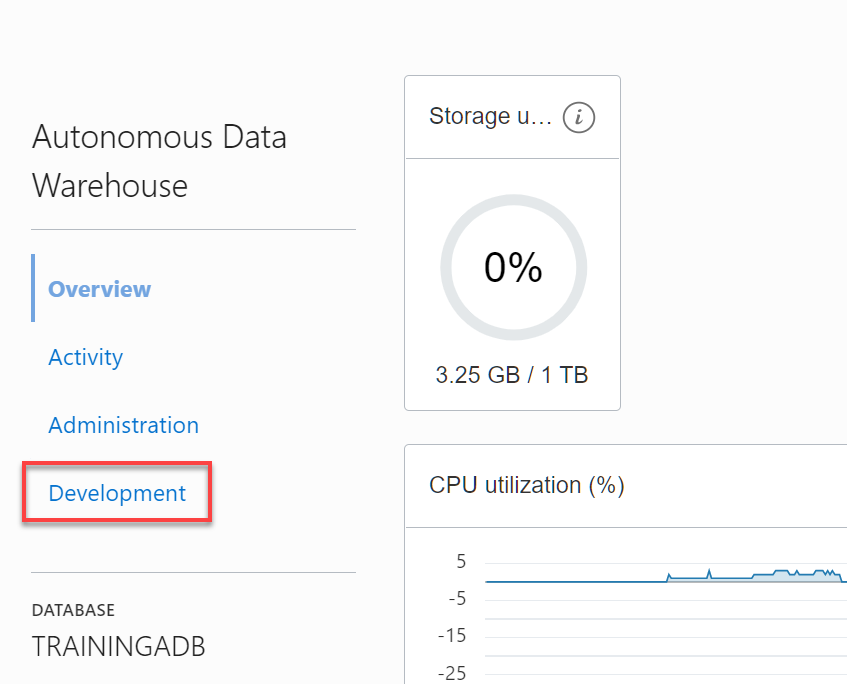 Autonomous Data
Warehouse
Overview
Activity
Administration
Development
DATABASE
TRAININGADB
Storage u...
i
0%
3.25 GB / 1 TB
CPU utilization (%)
5
-5
-15
-25